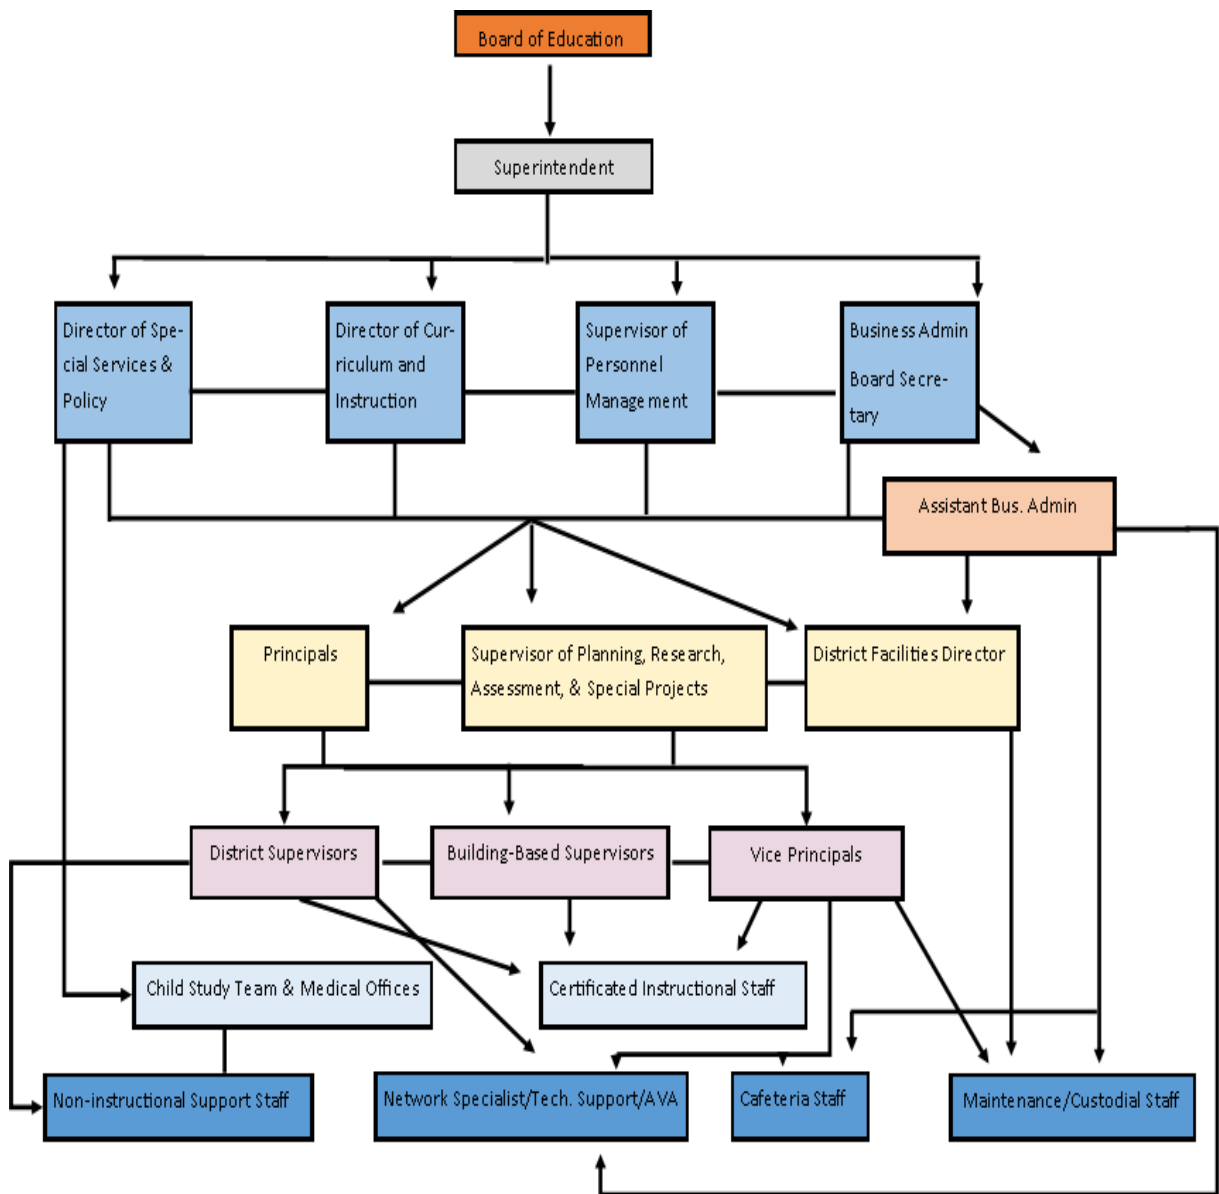 Board of Education
Superintendent
Director of Spe-
cial Services &
Policy
Director of Cur-
riculum and
Instruction
Supervisor of
Personnel
Management
Business Admin
Board Secre-
tary
Assistant Bus. Admin
Principals
Supervisor of Planning, Research,
Assessment, & Special Projects
District Facilities Director
District Supervisors
Building-Based Supervisors
Vice Principals
Child Study Team & Medical Offices
Certificated Instructional Staff
Non-instructional Support Staff
Network Specialist/Tech. Support/AVA
Cafeteria Staff
Maintenance/Custodial Staff